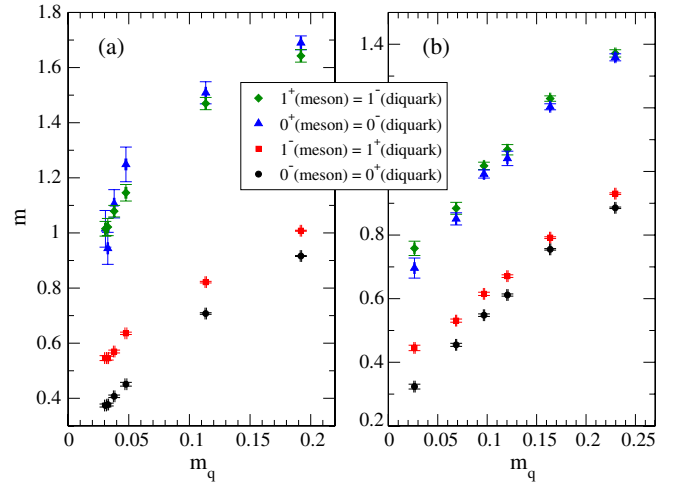 (a)
(b)
1⁺(meson) = 1⁻(diquark)
0⁺(meson) = 0⁻(diquark)
1⁻(meson) = 1⁺(diquark)
0⁻(meson) = 0⁺(diquark)
m
1.8
1.6
1.4
1.2
1
0.8
0.6
0.4
0 0.05 0.1 0.15 0.2
m_q
1.4
0.8
0.6
0.4
0.2
0 0.05 0.1 0.15 0.2 0.25
m_q